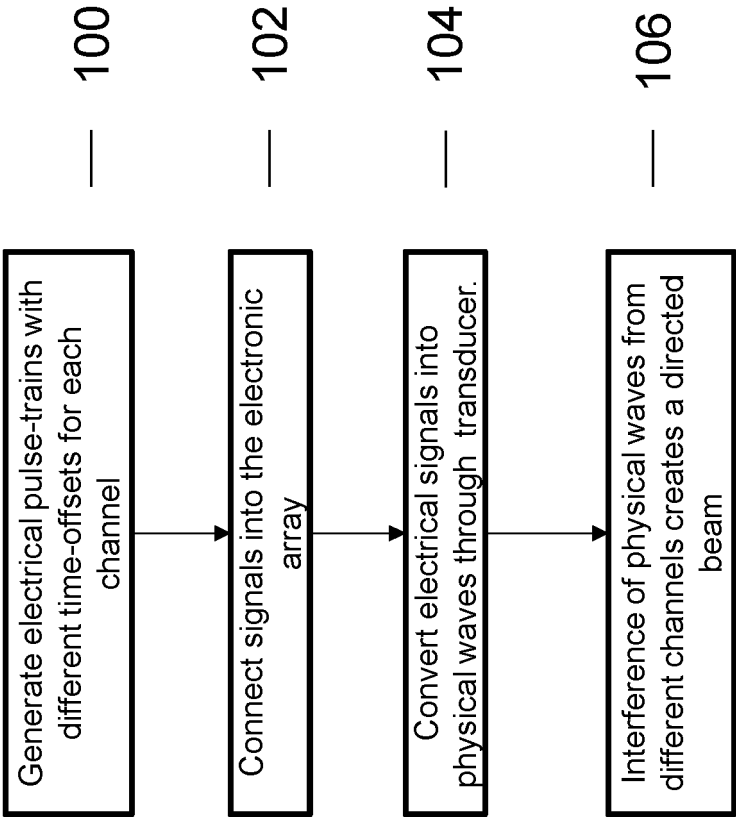 Generate electrical pulse-trains with
different time-offsets for each
channel
100
Connect signals into the electronic
array
102
Convert electrical signals into
physical waves through transducer.
104
Interference of physical waves from
different channels creates a directed
beam
106